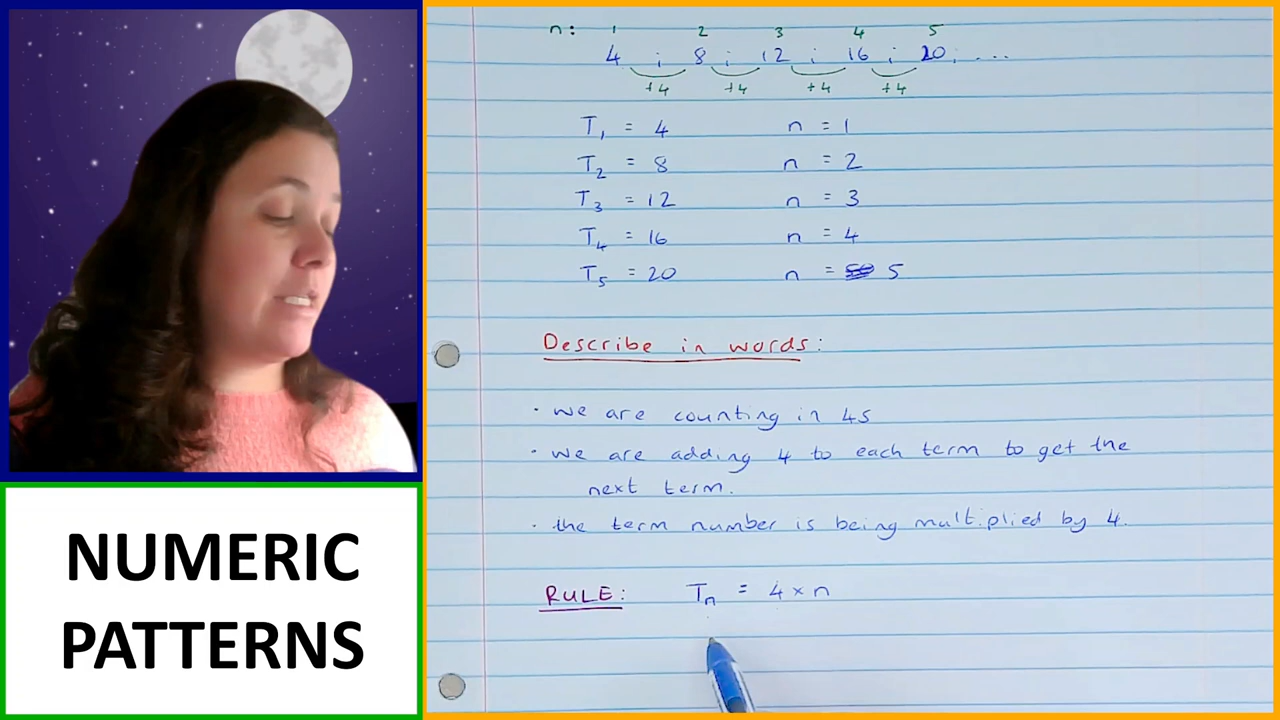 n: 1 2 3 4 5
4 ; 8 ; 12 ; 16 ; 20 ; ...
+4 +4 +4 +4
T1 = 4 n = 1
T2 = 8 n = 2
T3 = 12 n = 3
T4 = 16 n = 4
T5 = 20 n = 5
Describe in words:
· we are counting in 4s
· we are adding 4 to each term to get the
next term.
· the term number is being multiplied by 4.
RULE: Tn = 4 × n
NUMERIC
PATTERNS